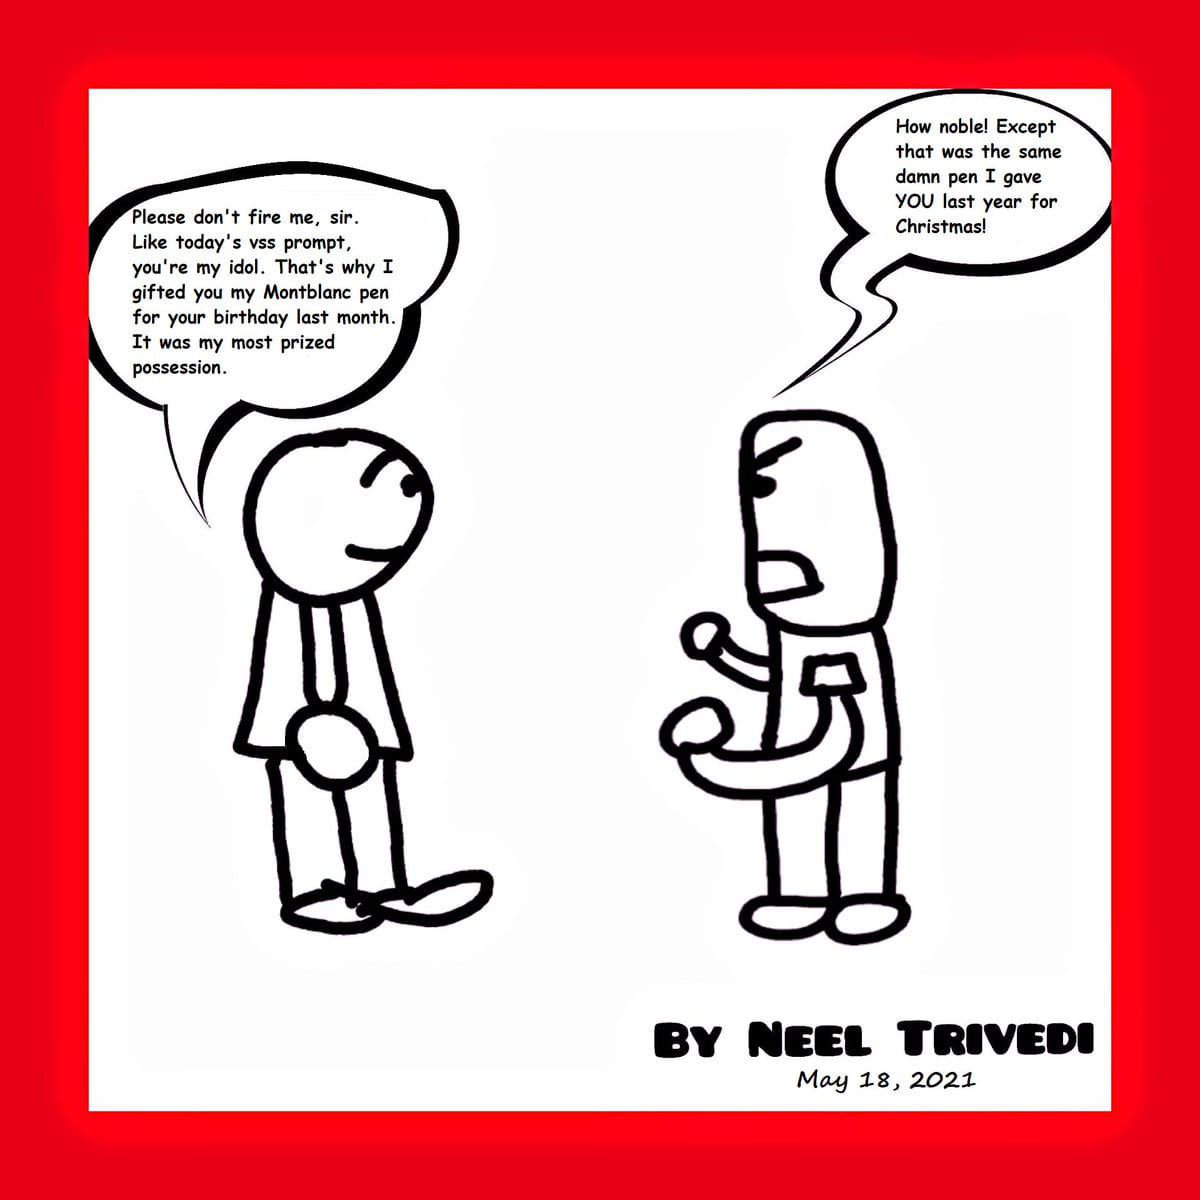 Please don't fire me, sir.
Like today's vss prompt,
you're my idol. That's why I
gifted you my Montblanc pen
for your birthday last month.
It was my most prized
possession.
How noble! Except
that was the same
damn pen I gave
YOU last year for
Christmas!
By Neel Trivedi
May 18, 2021